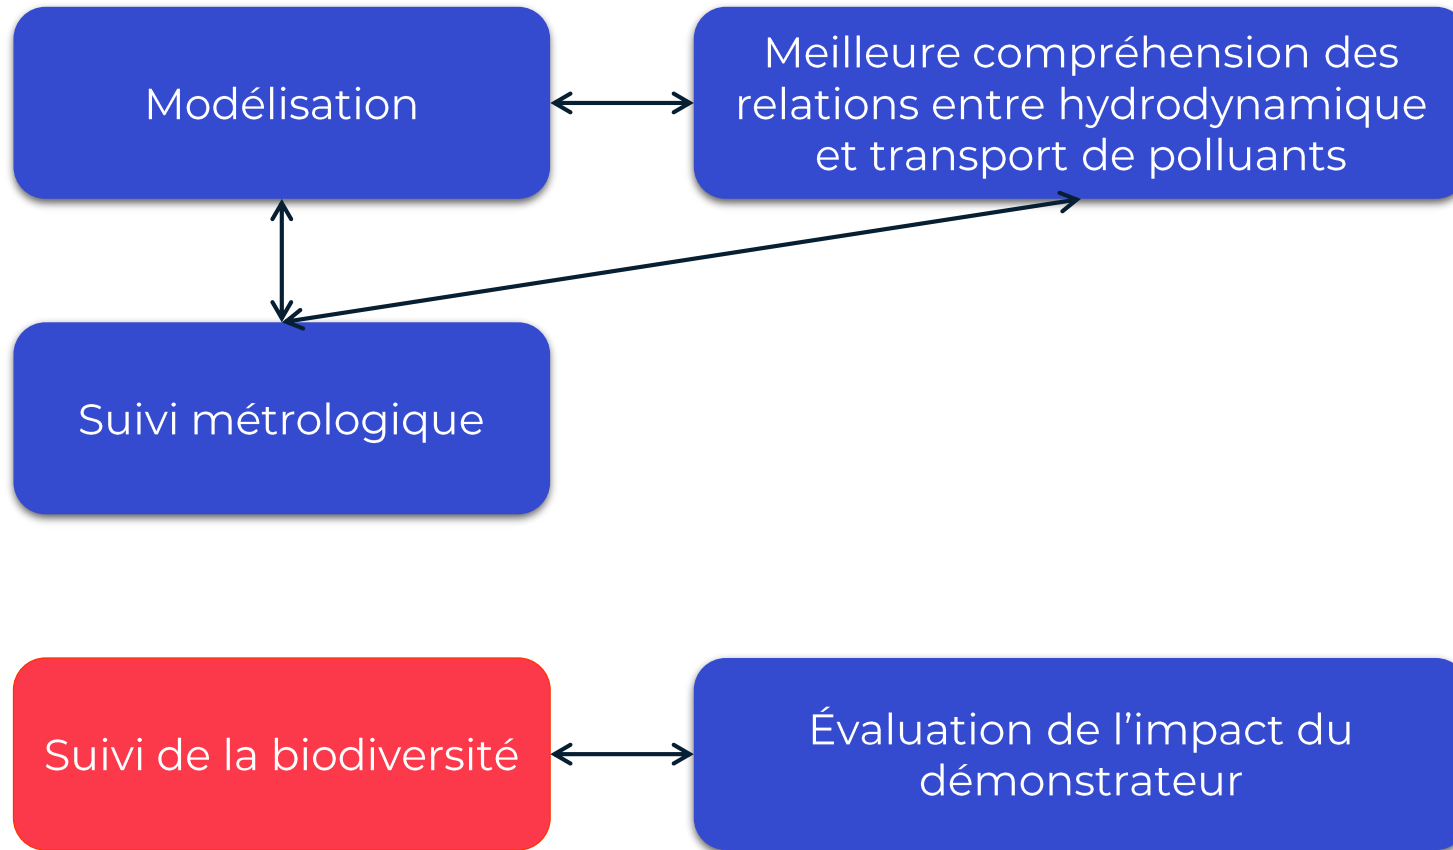 Modélisation
Meilleure compréhension des
relations entre hydrodynamique
et transport de polluants
Suivi métrologique
Suivi de la biodiversité
Évaluation de l’impact du
démonstrateur